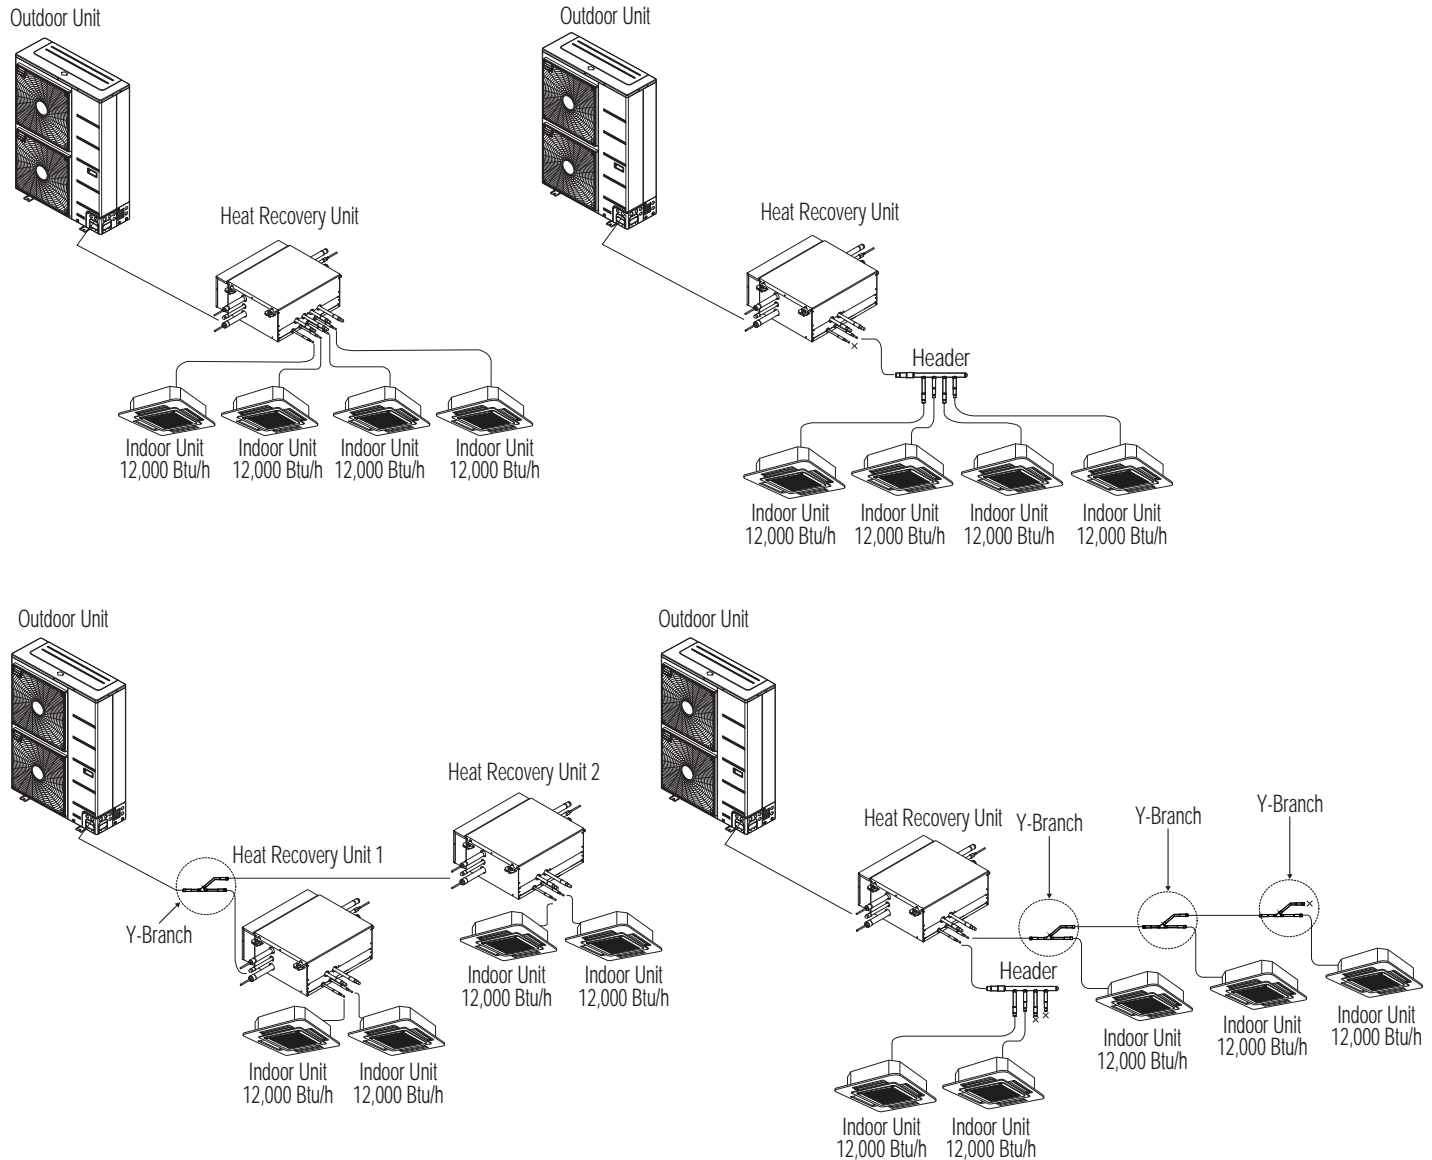 Outdoor Unit
Heat Recovery Unit
Indoor Unit
12,000 Btu/h
Indoor Unit
12,000 Btu/h
Indoor Unit
12,000 Btu/h
Indoor Unit
12,000 Btu/h
Outdoor Unit
Heat Recovery Unit
Header
Indoor Unit
12,000 Btu/h
Indoor Unit
12,000 Btu/h
Indoor Unit
12,000 Btu/h
Indoor Unit
12,000 Btu/h
Outdoor Unit
Heat Recovery Unit 2
Heat Recovery Unit 1
Y-Branch
Indoor Unit
12,000 Btu/h
Indoor Unit
12,000 Btu/h
Indoor Unit
12,000 Btu/h
Indoor Unit
12,000 Btu/h
Outdoor Unit
Heat Recovery Unit
Y-Branch
Y-Branch
Y-Branch
Header
Indoor Unit
12,000 Btu/h
Indoor Unit
12,000 Btu/h
Indoor Unit
12,000 Btu/h
Indoor Unit
12,000 Btu/h
Indoor Unit
12,000 Btu/h